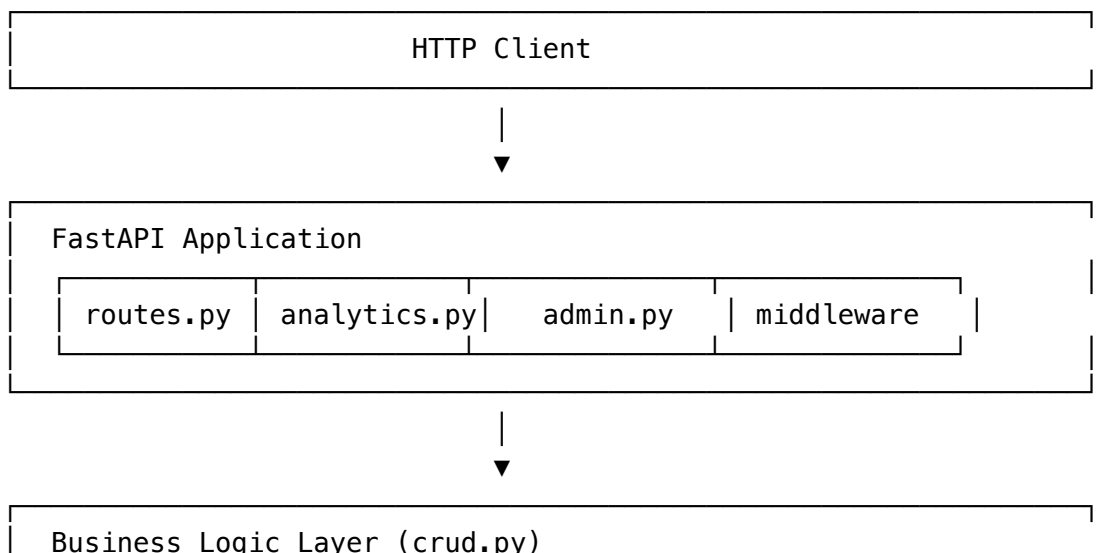 HTTP Client
FastAPI Application
routes.py analytics.py admin.py middleware
Business Logic Layer (crud.py)